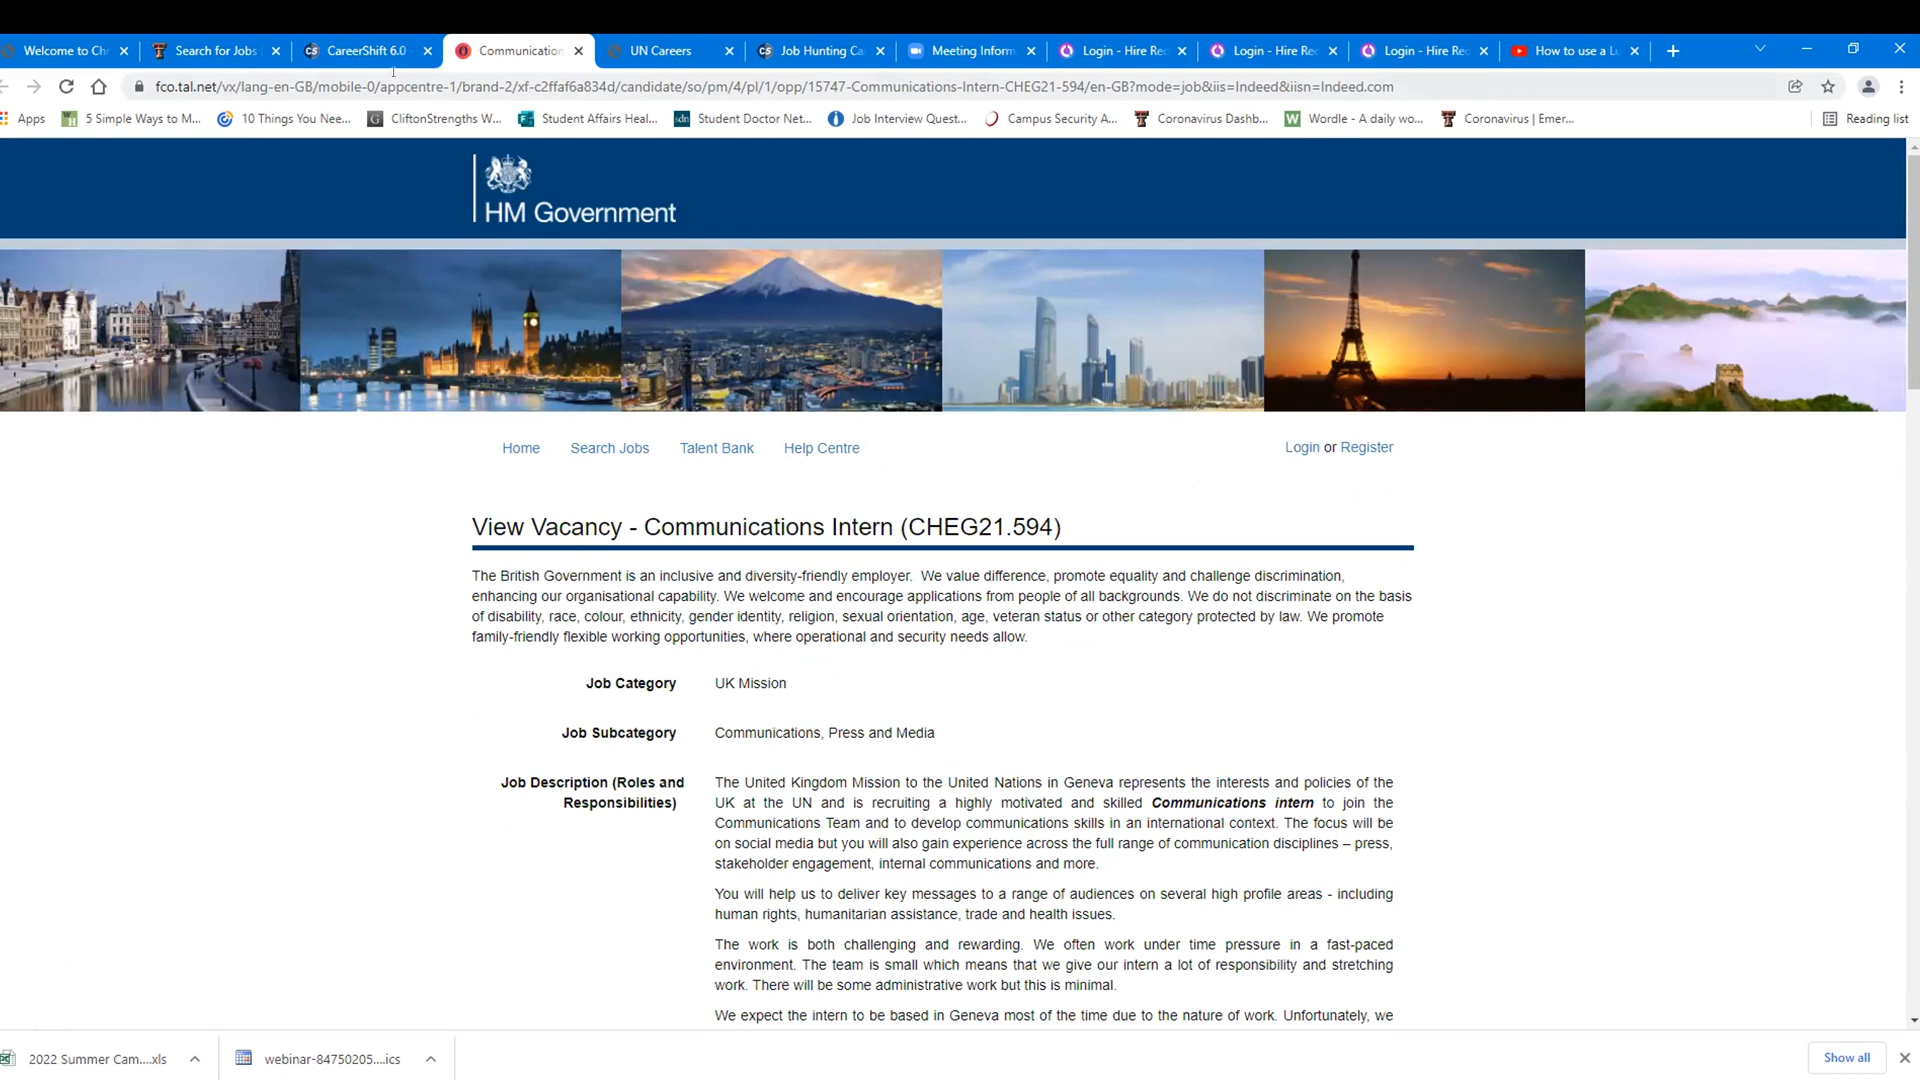 Welcome to Chr
Search for Jobs
CareerShift 6.0 -
Communication
UN Careers
Job Hunting Ca
Meeting Inform
Login - Hire Rec
Login - Hire Rec
Login - Hire Rec
How to use a Lu
fco.tal.net/vx/lang-en-GB/mobile-0/appcentre-1/brand-2/xf-c2ffaf6a834d/candidate/so/pm/4/pl/1/opp/15747-Communications-Intern-CHEG21-594/en-GB?mode=job&iis=Indeed&iisn=Indeed.com
Apps
5 Simple Ways to M...
10 Things You Nee...
CliftonStrengths W...
Student Affairs Heal...
Student Doctor Net...
Job Interview Quest...
Campus Security A...
Coronavirus Dashb...
Wordle - A daily wo...
Coronavirus | Emer...
Reading list
HM Government
Home Search Jobs Talent Bank Help Centre
Login or Register
View Vacancy - Communications Intern (CHEG21.594)
The British Government is an inclusive and diversity-friendly employer. We value difference, promote equality and challenge discrimination,
enhancing our organisational capability. We welcome and encourage applications from people of all backgrounds. We do not discriminate on the basis
of disability, race, colour, ethnicity, gender identity, religion, sexual orientation, age, veteran status or other category protected by law. We promote
family-friendly flexible working opportunities, where operational and security needs allow.
Job Category UK Mission
Job Subcategory Communications, Press and Media
Job Description (Roles and
Responsibilities)
The United Kingdom Mission to the United Nations in Geneva represents the interests and policies of the
UK at the UN and is recruiting a highly motivated and skilled Communications intern to join the
Communications Team and to develop communications skills in an international context. The focus will be
on social media but you will also gain experience across the full range of communication disciplines – press,
stakeholder engagement, internal communications and more.
You will help us to deliver key messages to a range of audiences on several high profile areas - including
human rights, humanitarian assistance, trade and health issues.
The work is both challenging and rewarding. We often work under time pressure in a fast-paced
environment. The team is small which means that we give our intern a lot of responsibility and stretching
work. There will be some administrative work but this is minimal.
We expect the intern to be based in Geneva most of the time due to the nature of work. Unfortunately, we
2022 Summer Cam....xls
webinar-84750205....ics
Show all